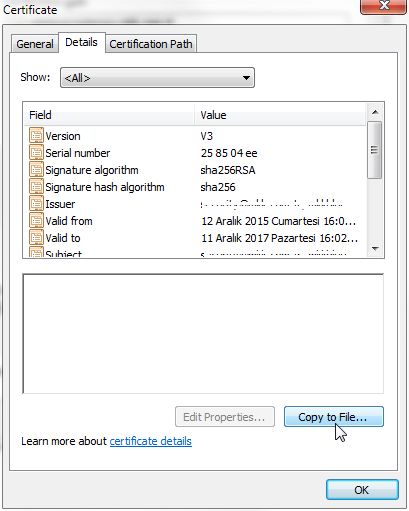 Certificate
General Details Certification Path
Show: <All>
Field Value
Version V3
Serial number 25 85 04 ee
Signature algorithm sha256RSA
Signature hash algorithm sha256
Issuer
Valid from 12 Aralık 2015 Cumartesi 16:0...
Valid to 11 Aralık 2017 Pazartesi 16:02...
Subject
Edit Properties... Copy to File...
Learn more about certificate details
OK